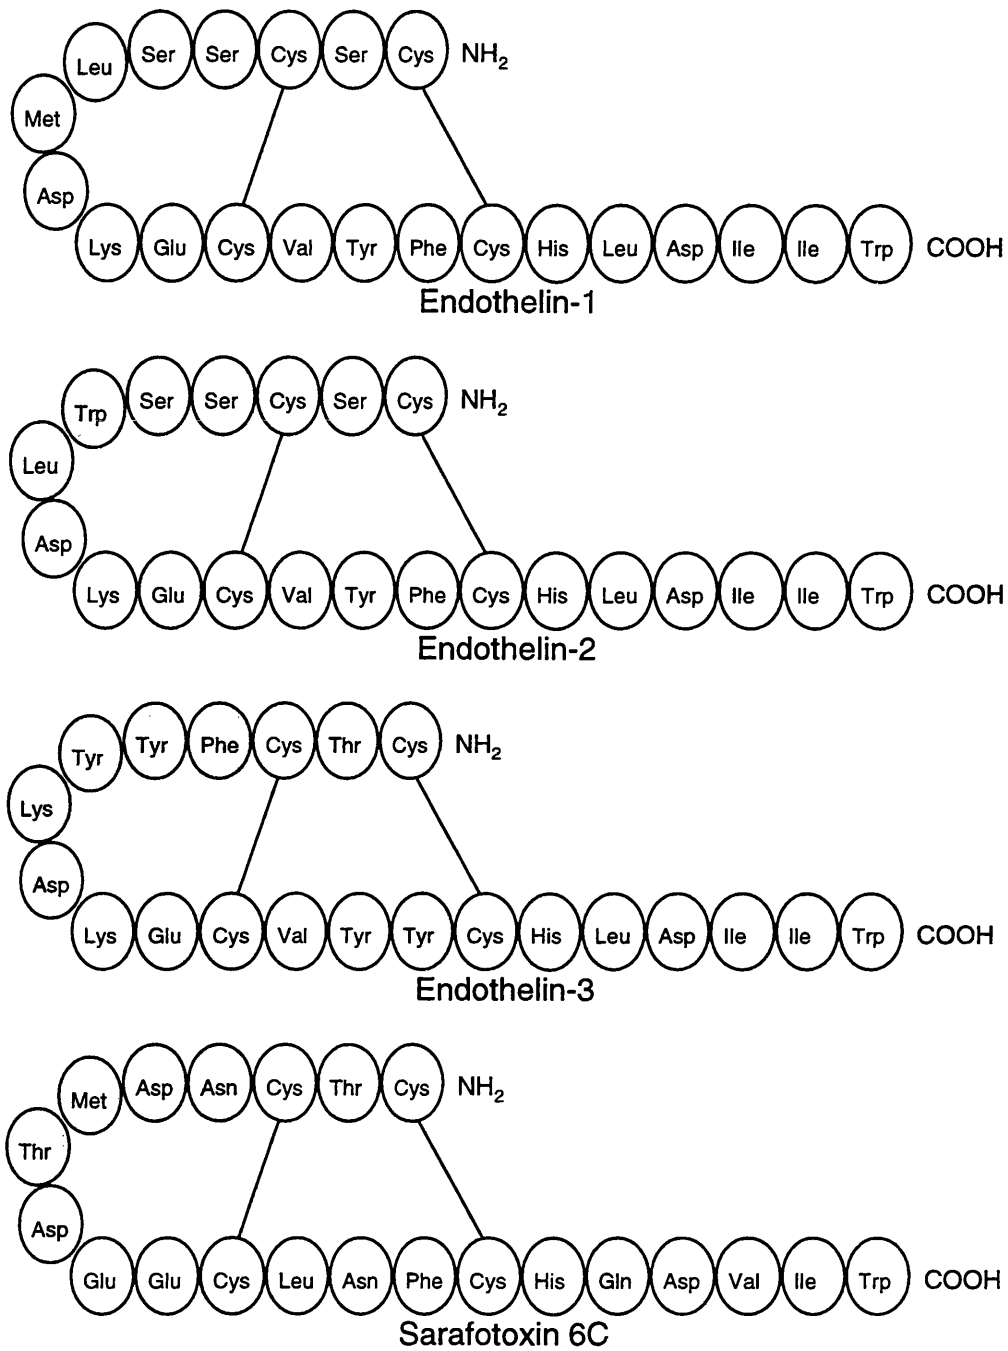 Leu Ser Ser Cys Ser Cys NH2
Met
Asp
Lys Glu Cys Val Tyr Phe Cys His Leu Asp Ile Ile Trp COOH
Endothelin-1
Trp Ser Ser Cys Ser Cys NH2
Leu
Asp
Lys Glu Cys Val Tyr Phe Cys His Leu Asp Ile Ile Trp COOH
Endothelin-2
Tyr Tyr Phe Cys Thr Cys NH2
Lys
Asp
Lys Glu Cys Val Tyr Tyr Cys His Leu Asp Ile Ile Trp COOH
Endothelin-3
Met Asp Asn Cys Thr Cys NH2
Thr
Asp
Glu Glu Cys Leu Asn Phe Cys His Gln Asp Val Ile Trp COOH
Sarafotoxin 6C